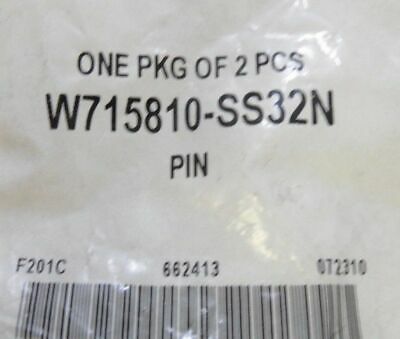 ONE PKG OF 2 PCS
W715810-SS32N
PIN
F201C 662413 072310